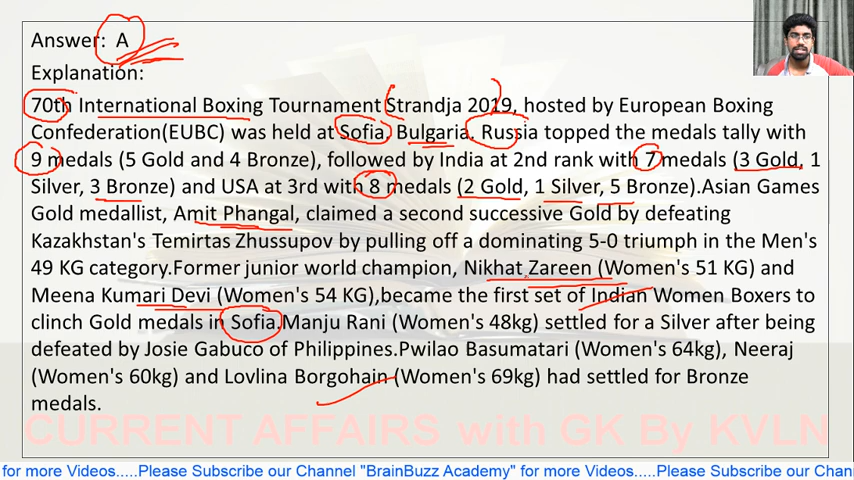 Answer: A
Explanation:
70th International Boxing Tournament Strandja 2019, hosted by European Boxing
Confederation(EUBC) was held at Sofia, Bulgaria. Russia topped the medals tally with
9 medals (5 Gold and 4 Bronze), followed by India at 2nd rank with 7 medals (3 Gold, 1
Silver, 3 Bronze) and USA at 3rd with 8 medals (2 Gold, 1 Silver, 5 Bronze).Asian Games
Gold medallist, Amit Phangal, claimed a second successive Gold by defeating
Kazakhstan's Temirtas Zhussupov by pulling off a dominating 5-0 triumph in the Men's
49 KG category.Former junior world champion, Nikhat Zareen (Women's 51 KG) and
Meena Kumari Devi (Women's 54 KG),became the first set of Indian Women Boxers to
clinch Gold medals in Sofia.Manju Rani (Women's 48kg) settled for a Silver after being
defeated by Josie Gabuco of Philippines.Pwilao Basumatari (Women's 64kg), Neeraj
(Women's 60kg) and Lovlina Borgohain (Women's 69kg) had settled for Bronze
medals.
CURRENT AFFAIRS with GK By KVLN
for more Videos.....Please Subscribe our Channel "BrainBuzz Academy" for more Videos.....Please Subscribe our Chan